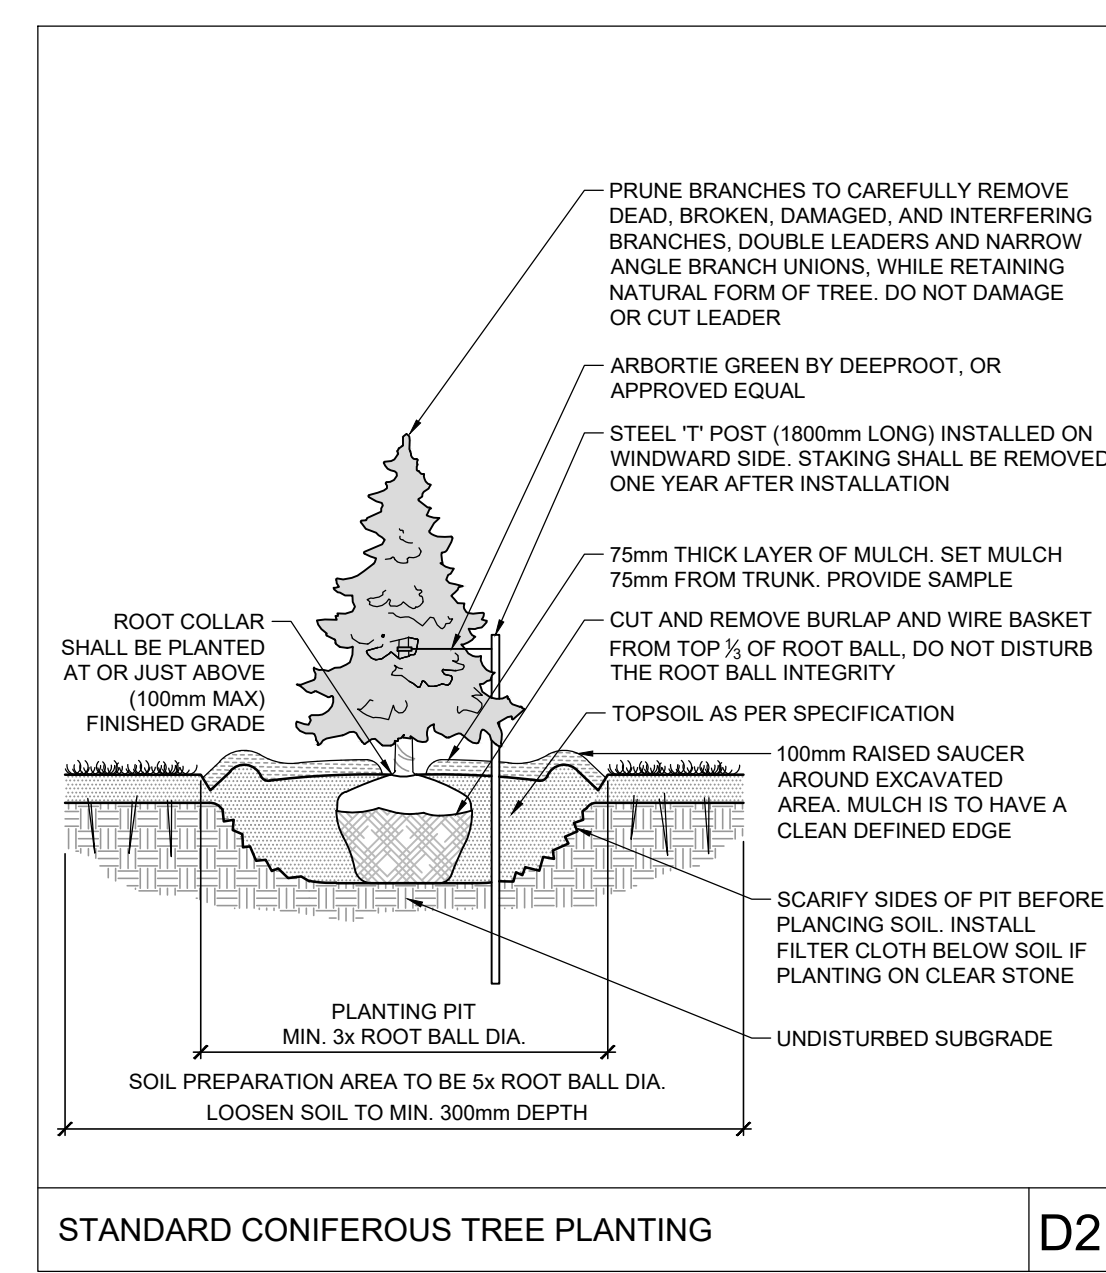 PRUNE BRANCHES TO CAREFULLY REMOVE
DEAD, BROKEN, DAMAGED, AND INTERFERING
BRANCHES, DOUBLE LEADERS AND NARROW
ANGLE BRANCH UNIONS, WHILE RETAINING
NATURAL FORM OF TREE. DO NOT DAMAGE
OR CUT LEADER
ARBORTIE GREEN BY DEEPROOT, OR
APPROVED EQUAL
STEEL 'T' POST (1800mm LONG) INSTALLED ON
WINDWARD SIDE. STAKING SHALL BE REMOVED
ONE YEAR AFTER INSTALLATION
75mm THICK LAYER OF MULCH. SET MULCH
75mm FROM TRUNK. PROVIDE SAMPLE
CUT AND REMOVE BURLAP AND WIRE BASKET
FROM TOP ⅓ OF ROOT BALL, DO NOT DISTURB
THE ROOT BALL INTEGRITY
TOPSOIL AS PER SPECIFICATION
ROOT COLLAR
SHALL BE PLANTED
AT OR JUST ABOVE
(100mm MAX)
FINISHED GRADE
100mm RAISED SAUCER
AROUND EXCAVATED
AREA. MULCH IS TO HAVE A
CLEAN DEFINED EDGE
SCARIFY SIDES OF PIT BEFORE
PLANCING SOIL. INSTALL
FILTER CLOTH BELOW SOIL IF
PLANTING ON CLEAR STONE
UNDISTURBED SUBGRADE
PLANTING PIT
MIN. 3x ROOT BALL DIA.
SOIL PREPARATION AREA TO BE 5x ROOT BALL DIA.
LOOSEN SOIL TO MIN. 300mm DEPTH
STANDARD CONIFEROUS TREE PLANTING
D2